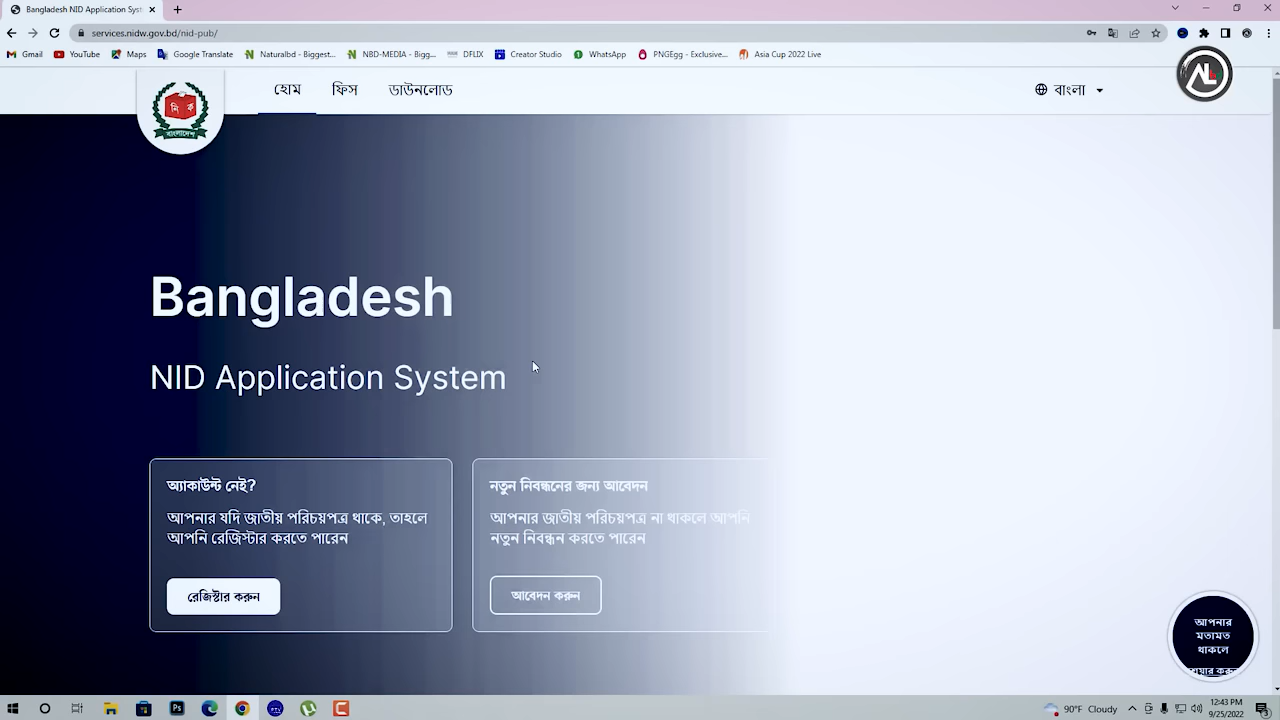 Bangladesh NID Application Syst
services.nidw.gov.bd/nid-pub/
Gmail YouTube Maps Google Translate Naturalbd - Biggest... NBD-MEDIA - Bigg... DFLIX Creator Studio WhatsApp PNGEgg - Exclusive... Asia Cup 2022 Live
নি ক
বাংলাদেশ
হোম ফিস ডাউনলোড বাংলা
AL
Bangladesh
NID Application System
অ্যাকাউন্ট নেই?
আপনার যদি জাতীয় পরিচয়পত্র থাকে, তাহলে
আপনি রেজিস্টার করতে পারেন
রেজিস্টার করুন
নতুন নিবন্ধনের জন্য আবেদন
আপনার জাতীয় পরিচয়পত্র না থাকলে আপনি
নতুন নিবন্ধন করতে পারেন
আবেদন করুন
আপনার
মতামত
থাকলে
90°F Cloudy
12:43 PM
9/25/2022